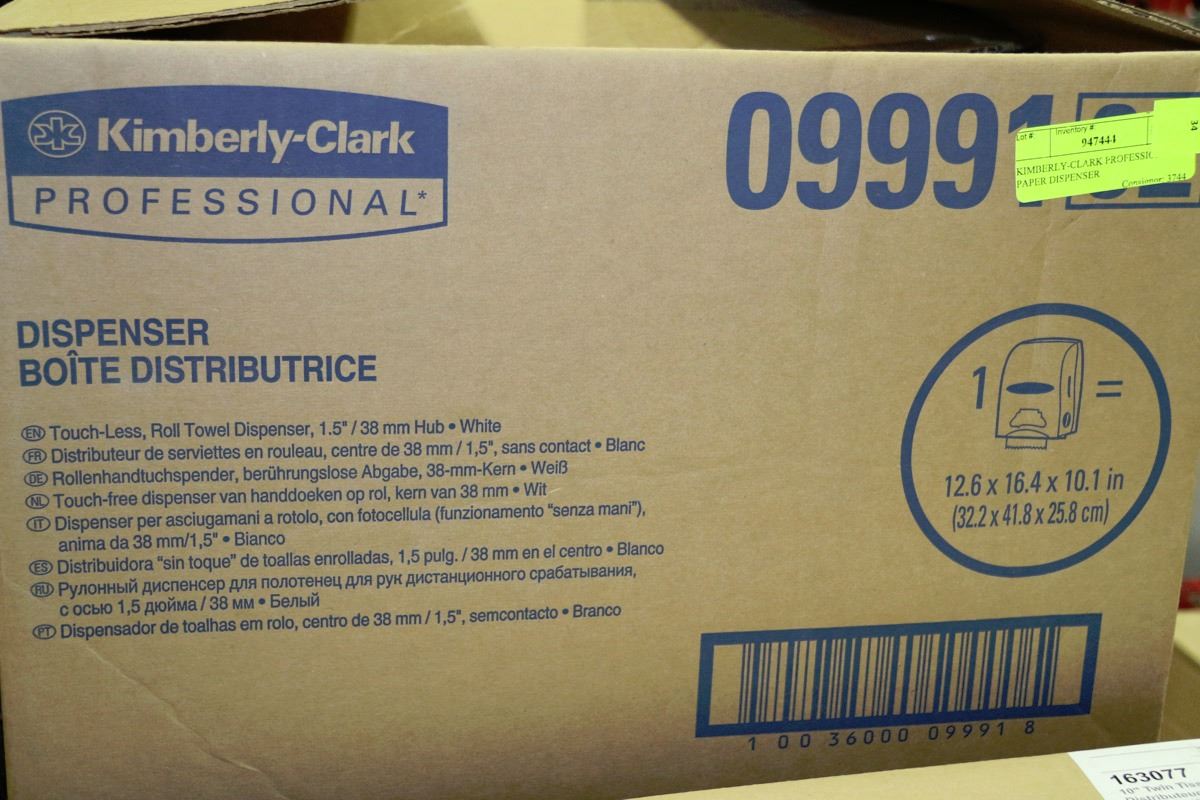 Kimberly-Clark
PROFESSIONAL*
09991
Lot #:
Inventory #
947444
34
KIMBERLY-CLARK
PAPER DISPENSER
Consignor: 3744
DISPENSER
BOÎTE DISTRIBUTRICE
EN Touch-Less, Roll Towel Dispenser, 1.5" / 38 mm Hub • White
FR Distributeur de serviettes en rouleau, centre de 38 mm / 1,5", sans contact • Blanc
DE Rollenhandtuchspender, berührungslose Abgabe, 38-mm-Kern • Weiß
NL Touch-free dispenser van handdoeken op rol, kern van 38 mm • Wit
IT Dispenser per asciugamani a rotolo, con fotocellula (funzionamento “senza mani”),
anima da 38 mm/1,5" • Bianco
ES Distribuidora “sin toque” de toallas enrolladas, 1,5 pulg. / 38 mm en el centro • Blanco
RU Рулонный диспенсер для полотенец для рук дистанционного срабатывания,
с осью 1,5 дюйма / 38 мм • Белый
PT Dispensador de toalhas em rolo, centro de 38 mm / 1,5", semcontacto • Branco
1 =
12.6 x 16.4 x 10.1 in
(32.2 x 41.8 x 25.8 cm)
1 00 36000 09991 8
163077
10" Twin